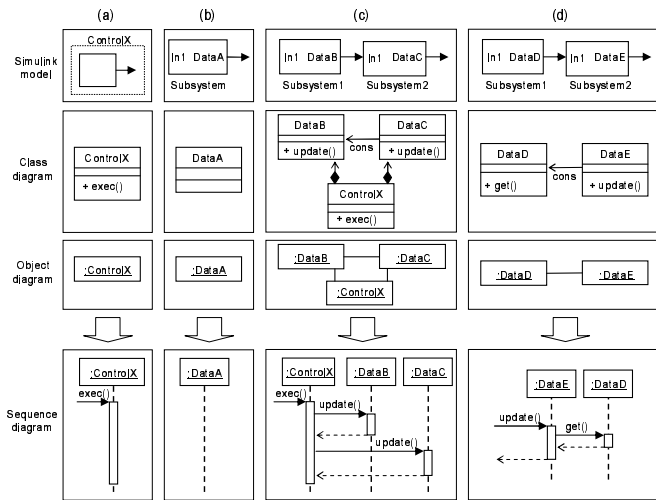 (a) (b) (c) (d)
Simulink model
ControlX
In1 DataA
Subsystem
In1 DataB
Subsystem1
In1 DataC
Subsystem2
In1 DataD
Subsystem1
In1 DataE
Subsystem2
Class diagram
ControlX
+ exec()
DataA
DataB
+ update()
cons
DataC
+ update()
ControlX
+ exec()
DataD
+ get()
cons
DataE
+ update()
Object diagram
:ControlX
:DataA
:DataB
:DataC
:ControlX
:DataD
:DataE
Sequence diagram
:ControlX
exec()
:DataA
:ControlX
:DataB
:DataC
exec()
update()
update()
:DataE
:DataD
update()
get()